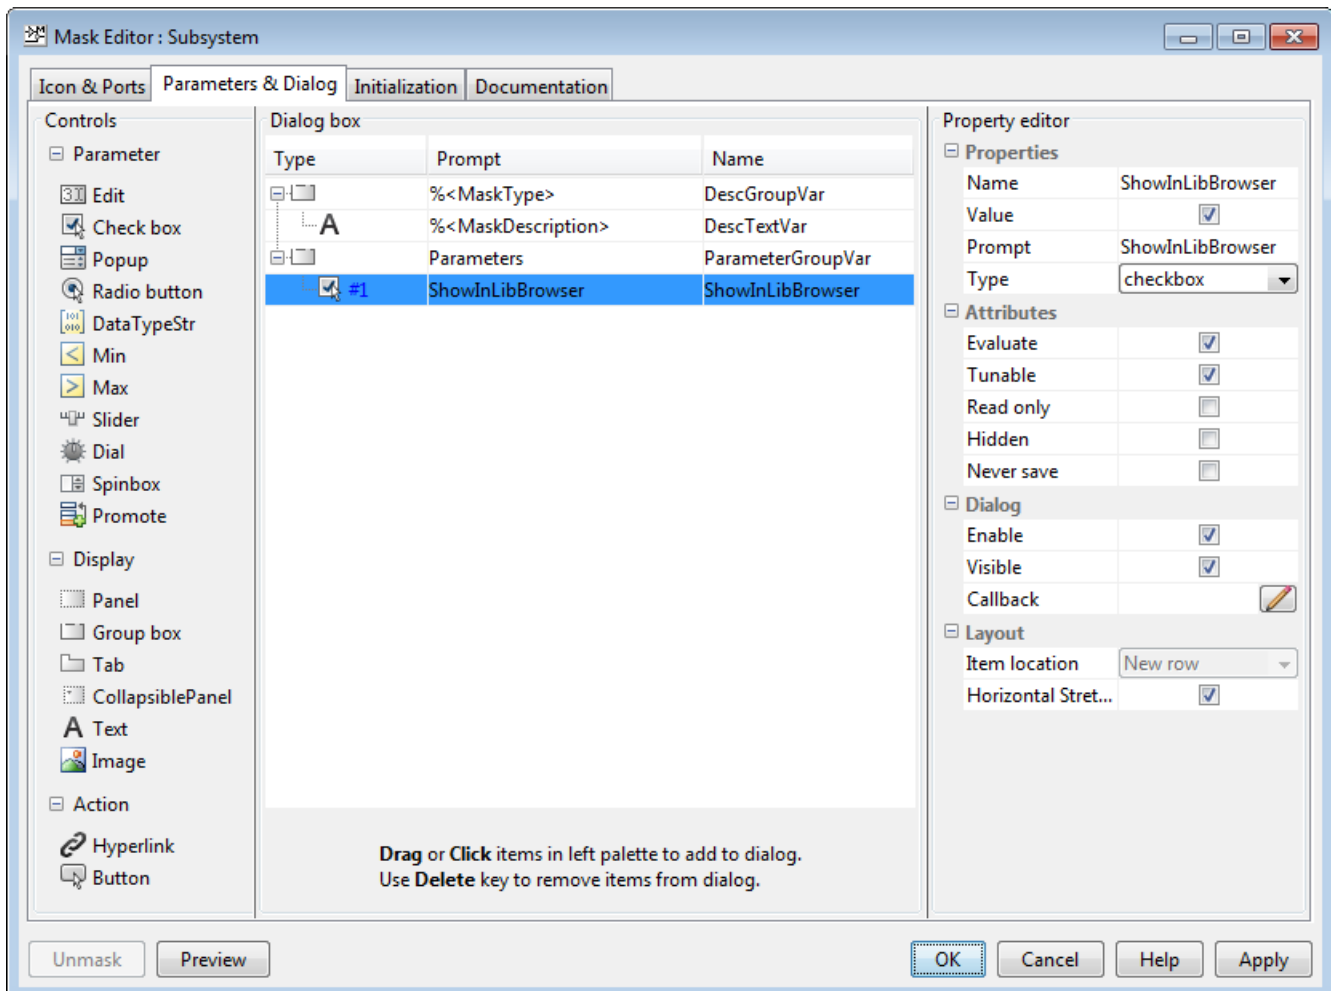 Mask Editor : Subsystem
Icon & Ports Parameters & Dialog Initialization Documentation
Controls
Parameter
Edit
Check box
Popup
Radio button
DataTypeStr
Min
Max
Slider
Dial
Spinbox
Promote
Display
Panel
Group box
Tab
CollapsiblePanel
Text
Image
Action
Hyperlink
Button
Dialog box
Type Prompt Name
%<MaskType> DescGroupVar
A %<MaskDescription> DescTextVar
Parameters ParameterGroupVar
#1 ShowInLibBrowser ShowInLibBrowser
Drag or Click items in left palette to add to dialog.
Use Delete key to remove items from dialog.
Property editor
Properties
Name ShowInLibBrowser
Value
Prompt ShowInLibBrowser
Type checkbox
Attributes
Evaluate
Tunable
Read only
Hidden
Never save
Dialog
Enable
Visible
Callback
Layout
Item location New row
Horizontal Stret...
Unmask Preview OK Cancel Help Apply